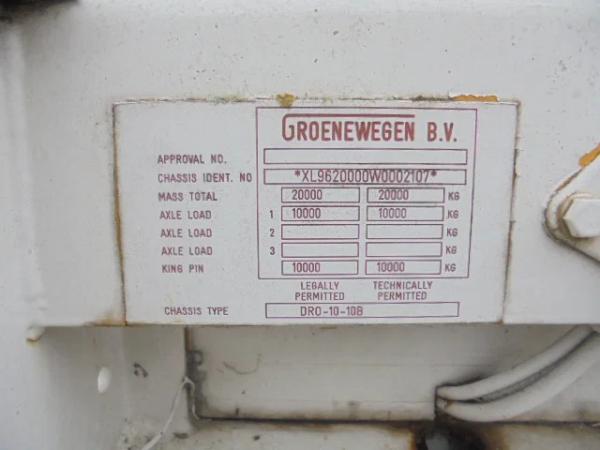 GROENEWEGEN B.V.
APPROVAL NO.
CHASSIS IDENT. NO *XL9620000W0002107*
MASS TOTAL 20000 20000 KG
AXLE LOAD 1 10000 10000 KG
AXLE LOAD 2 KG
AXLE LOAD 3 KG
KING PIN 10000 10000 KG
LEGALLY PERMITTED TECHNICALLY PERMITTED
CHASSIS TYPE DRO-10-10B